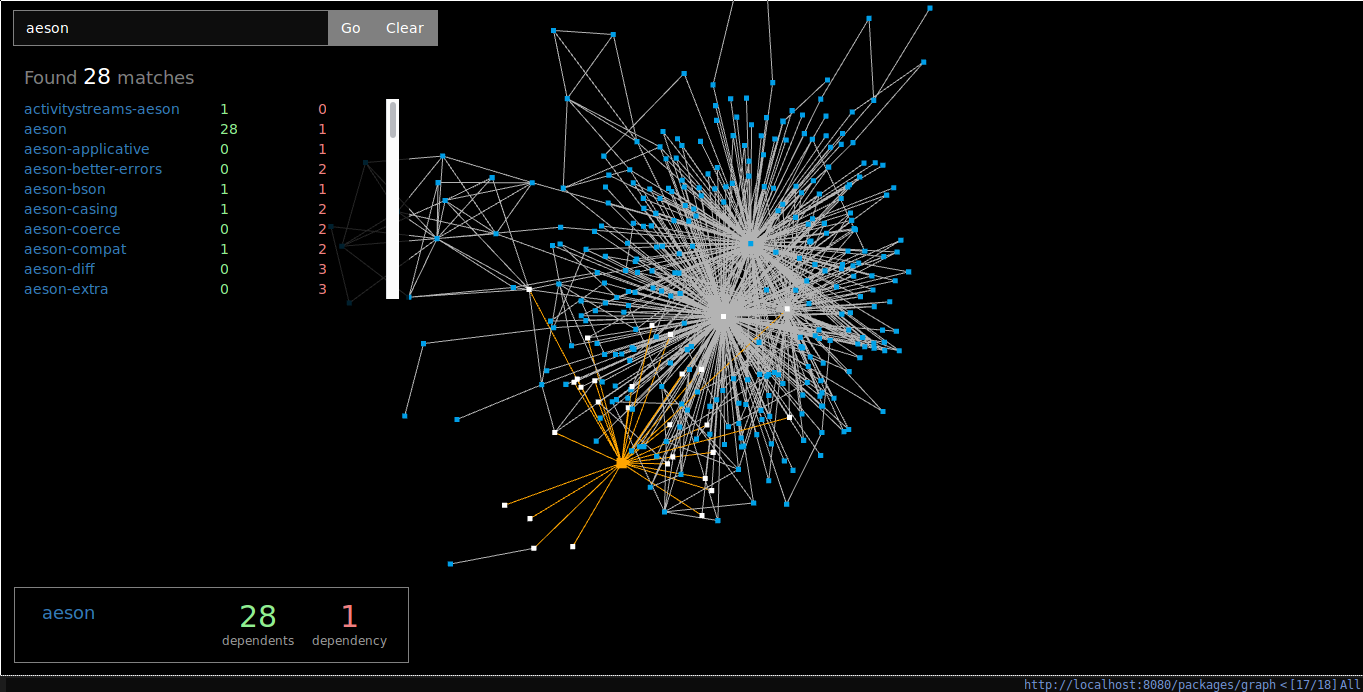 aeson Go Clear
Found 28 matches
activitystreams-aeson 1 0
aeson 28 1
aeson-applicative 0 1
aeson-better-errors 0 2
aeson-bson 1 1
aeson-casing 1 2
aeson-coerce 0 2
aeson-compat 1 2
aeson-diff 0 3
aeson-extra 0 3
aeson 28 1
dependents dependency
http://localhost:8080/packages/graph < [17/18] All